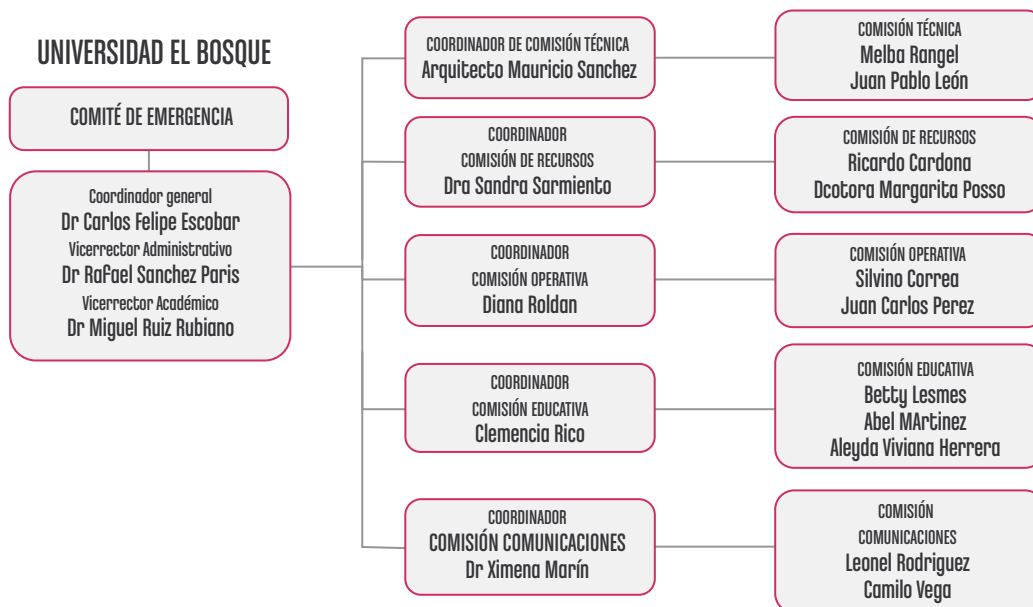 UNIVERSIDAD EL BOSQUE
COMITÉ DE EMERGENCIA
Coordinador general
Dr Carlos Felipe Escobar
Vicerrector Administrativo
Dr Rafael Sanchez Paris
Vicerrector Académico
Dr Miguel Ruiz Rubiano
COORDINADOR DE COMISIÓN TÉCNICA
Arquitecto Mauricio Sanchez
COMISIÓN TÉCNICA
Melba Rangel
Juan Pablo León
COORDINADOR
COMISIÓN DE RECURSOS
Dra Sandra Sarmiento
COMISIÓN DE RECURSOS
Ricardo Cardona
Dcotora Margarita Posso
COORDINADOR
COMISIÓN OPERATIVA
Diana Roldan
COMISIÓN OPERATIVA
Silvino Correa
Juan Carlos Perez
COORDINADOR
COMISIÓN EDUCATIVA
Clemencia Rico
COMISIÓN EDUCATIVA
Betty Lesmes
Abel MArtinez
Aleyda Viviana Herrera
COORDINADOR
COMISIÓN COMUNICACIONES
Dr Ximena Marín
COMISIÓN
COMUNICACIONES
Leonel Rodriguez
Camilo Vega